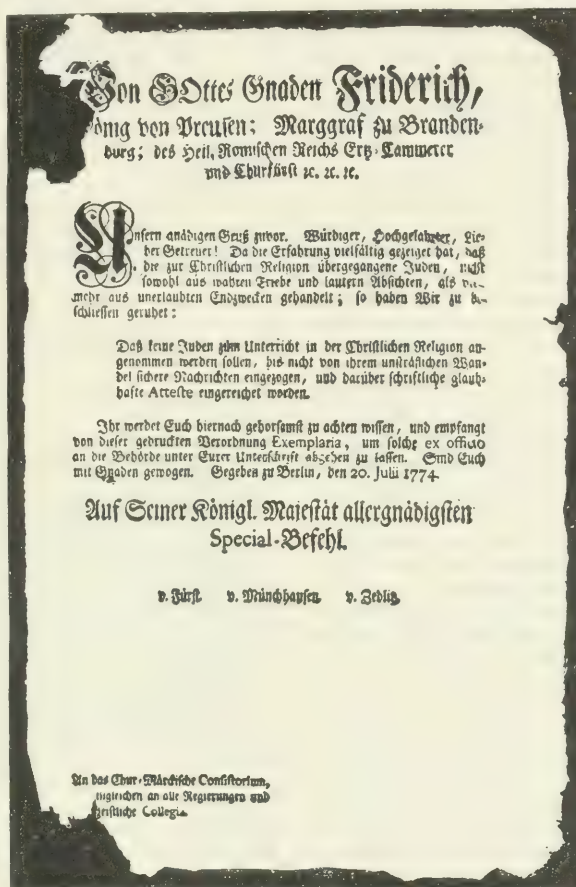 Von GOttes Gnaden Friderich,
König von Preusen; Marggraf zu Branden-
burg; des Heil. Römischen Reichs Ertz-Cammerer
und Churfürst ꝛc. ꝛc. ꝛc.
Unsern gnädigen Gruß zuvor. Würdiger, Hochgelahrter, Lie-
ber Getreuer! Da die Erfahrung vielfältig gezeiget hat, daß
die zur Christlichen Religion übergegangene Juden, nicht
sowohl aus wahren Triebe und lautern Absichten, als viel-
mehr aus unerlaubten Endzwecken gehandelt; so haben Wir zu be-
schliessen geruhet:
Daß keine Juden zum Unterricht in der Christlichen Religion an-
genommen werden sollen, bis nicht von ihrem unsträflichen Wan-
del sichere Nachrichten eingezogen, und darüber schriftliche glaub-
hafte Atteste eingereichet worden.
Ihr werdet Euch hiernach gehorsamst zu achten wissen, und empfangt
von dieser gedruckten Verordnung Exemplaria, um solche ex officio
an die Behörde unter Eurer Unterschrift abgehen zu lassen. Sind Euch
mit Gnaden gewogen. Gegeben zu Berlin, den 20. Julii 1774.
Auf Seiner Königl. Majestät allergnädigsten
Special-Befehl.
v. Fürst v. Münchhausen v. Zedlitz
An das Chur-Märckische Consistorium,
imgleichen an alle Regierungen und
geistliche Collegia.